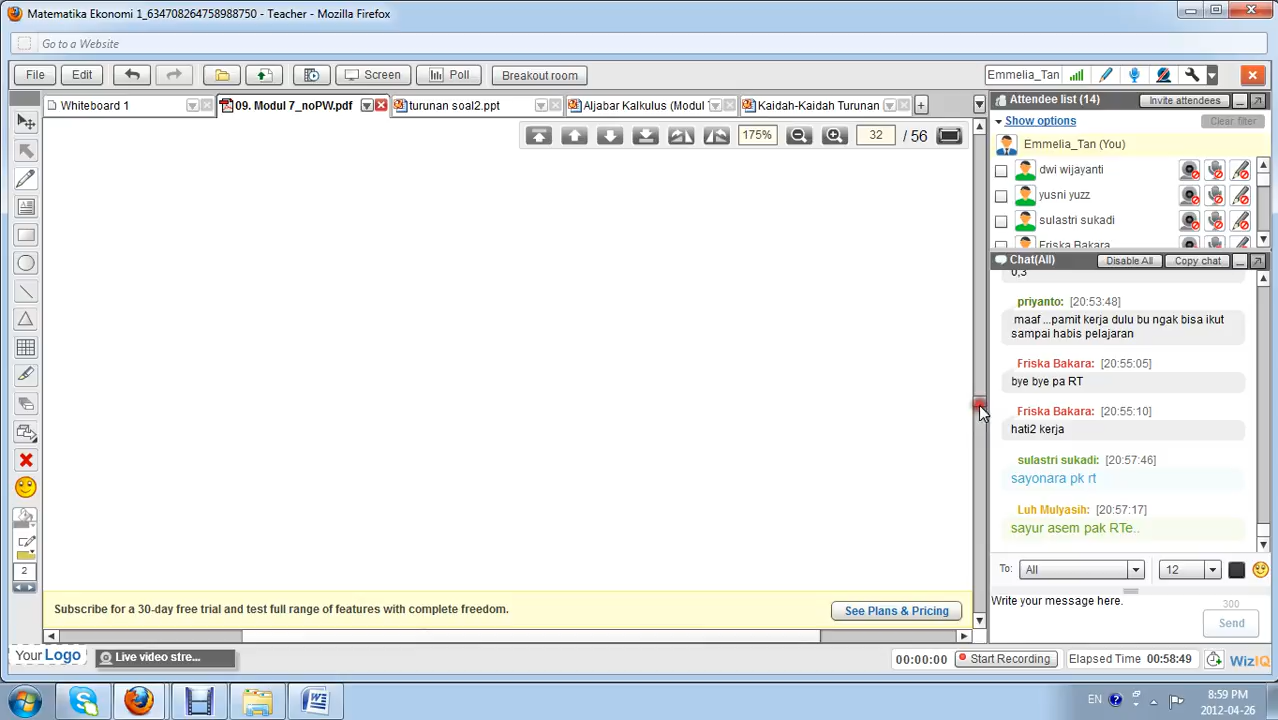 Matematika Ekonomi 1_634708264758988750 - Teacher - Mozilla Firefox
Go to a Website
File Edit Screen Poll Breakout room Emmelia_Tan
Whiteboard 1 09. Modul 7_noPW.pdf turunan soal2.ppt Aljabar Kalkulus (Modul Kaidah-Kaidah Turunan
175% 32 / 56
Attendee list (14) Invite attendees
Show options Clear filter
Emmelia_Tan (You)
dwi wijayanti
yusni yuzz
sulastri sukadi
Friska Bakara
Chat(All) Disable All Copy chat
0,3
priyanto: [20:53:48]
maaf ...pamit kerja dulu bu ngak bisa ikut
sampai habis pelajaran
Friska Bakara: [20:55:05]
bye bye pa RT
Friska Bakara: [20:55:10]
hati2 kerja
sulastri sukadi: [20:57:46]
sayonara pk rt
Luh Mulyasih: [20:57:17]
sayur asem pak RTe..
To: All 12
Write your message here.
300
Send
2
Subscribe for a 30-day free trial and test full range of features with complete freedom. See Plans & Pricing
Your Logo Live video stre... 00:00:00 Start Recording Elapsed Time 00:58:49 WizIQ
EN 8:59 PM
2012-04-26